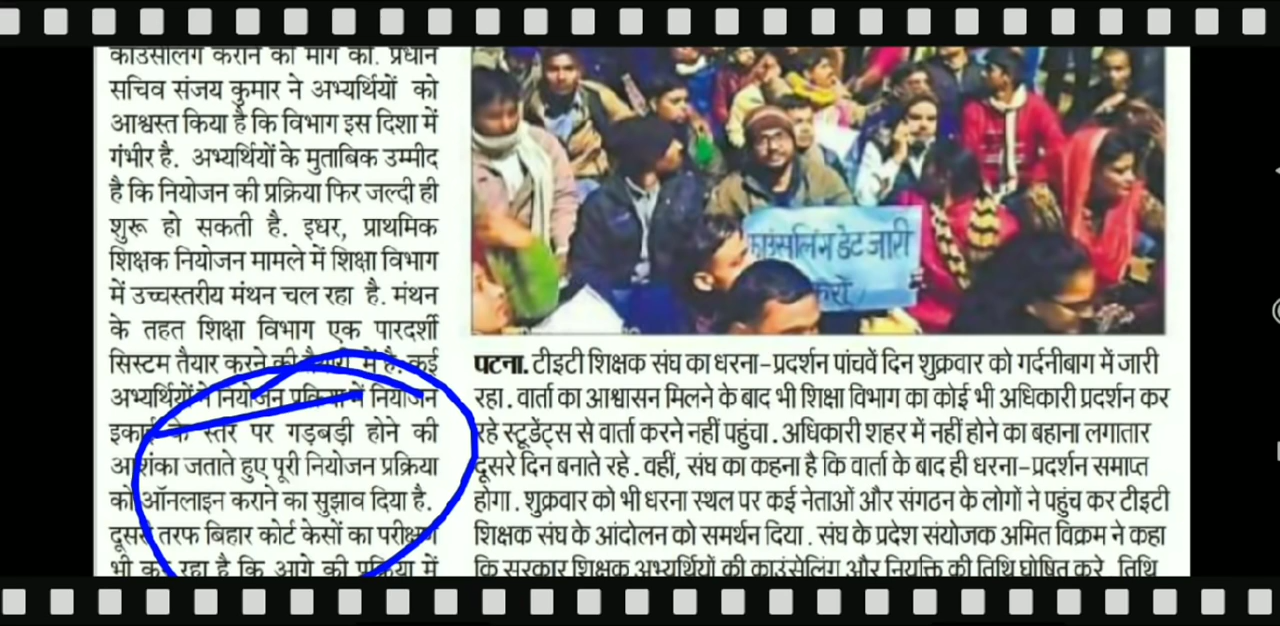 काउंसेलिंग कराने की मांग की. प्रधान
सचिव संजय कुमार ने अभ्यर्थियों को
आश्वस्त किया है कि विभाग इस दिशा में
गंभीर है. अभ्यर्थियों के मुताबिक उम्मीद
है कि नियोजन की प्रक्रिया फिर जल्दी ही
शुरू हो सकती है. इधर, प्राथमिक
शिक्षक नियोजन मामले में शिक्षा विभाग
में उच्चस्तरीय मंथन चल रहा है. मंथन
के तहत शिक्षा विभाग एक पारदर्शी
सिस्टम तैयार करने की तैयारी में है. कई
अभ्यर्थियों ने नियोजन प्रक्रिया में नियोजन
इकाई के स्तर पर गड़बड़ी होने की
आशंका जताते हुए पूरी नियोजन प्रक्रिया
को ऑनलाइन कराने का सुझाव दिया है.
दूसरी तरफ बिहार कोर्ट केसों का परीक्षण
भी कर रहा है कि आगे की प्रक्रिया में
काउंसलिंग डेट जारी
करो
पटना. टीइटी शिक्षक संघ का धरना-प्रदर्शन पांचवें दिन शुक्रवार को गर्दनीबाग में जारी
रहा. वार्ता का आश्वासन मिलने के बाद भी शिक्षा विभाग का कोई भी अधिकारी प्रदर्शन कर
रहे स्टूडेंट्स से वार्ता करने नहीं पहुंचा. अधिकारी शहर में नहीं होने का बहाना लगातार
दूसरे दिन बनाते रहे. वहीं, संघ का कहना है कि वार्ता के बाद ही धरना-प्रदर्शन समाप्त
होगा. शुक्रवार को भी धरना स्थल पर कई नेताओं और संगठन के लोगों ने पहुंच कर टीइटी
शिक्षक संघ के आंदोलन को समर्थन दिया. संघ के प्रदेश संयोजक अमित विक्रम ने कहा
कि सरकार शिक्षक अभ्यर्थियों की काउंसेलिंग और नियुक्ति की तिथि घोषित करे. तिथि